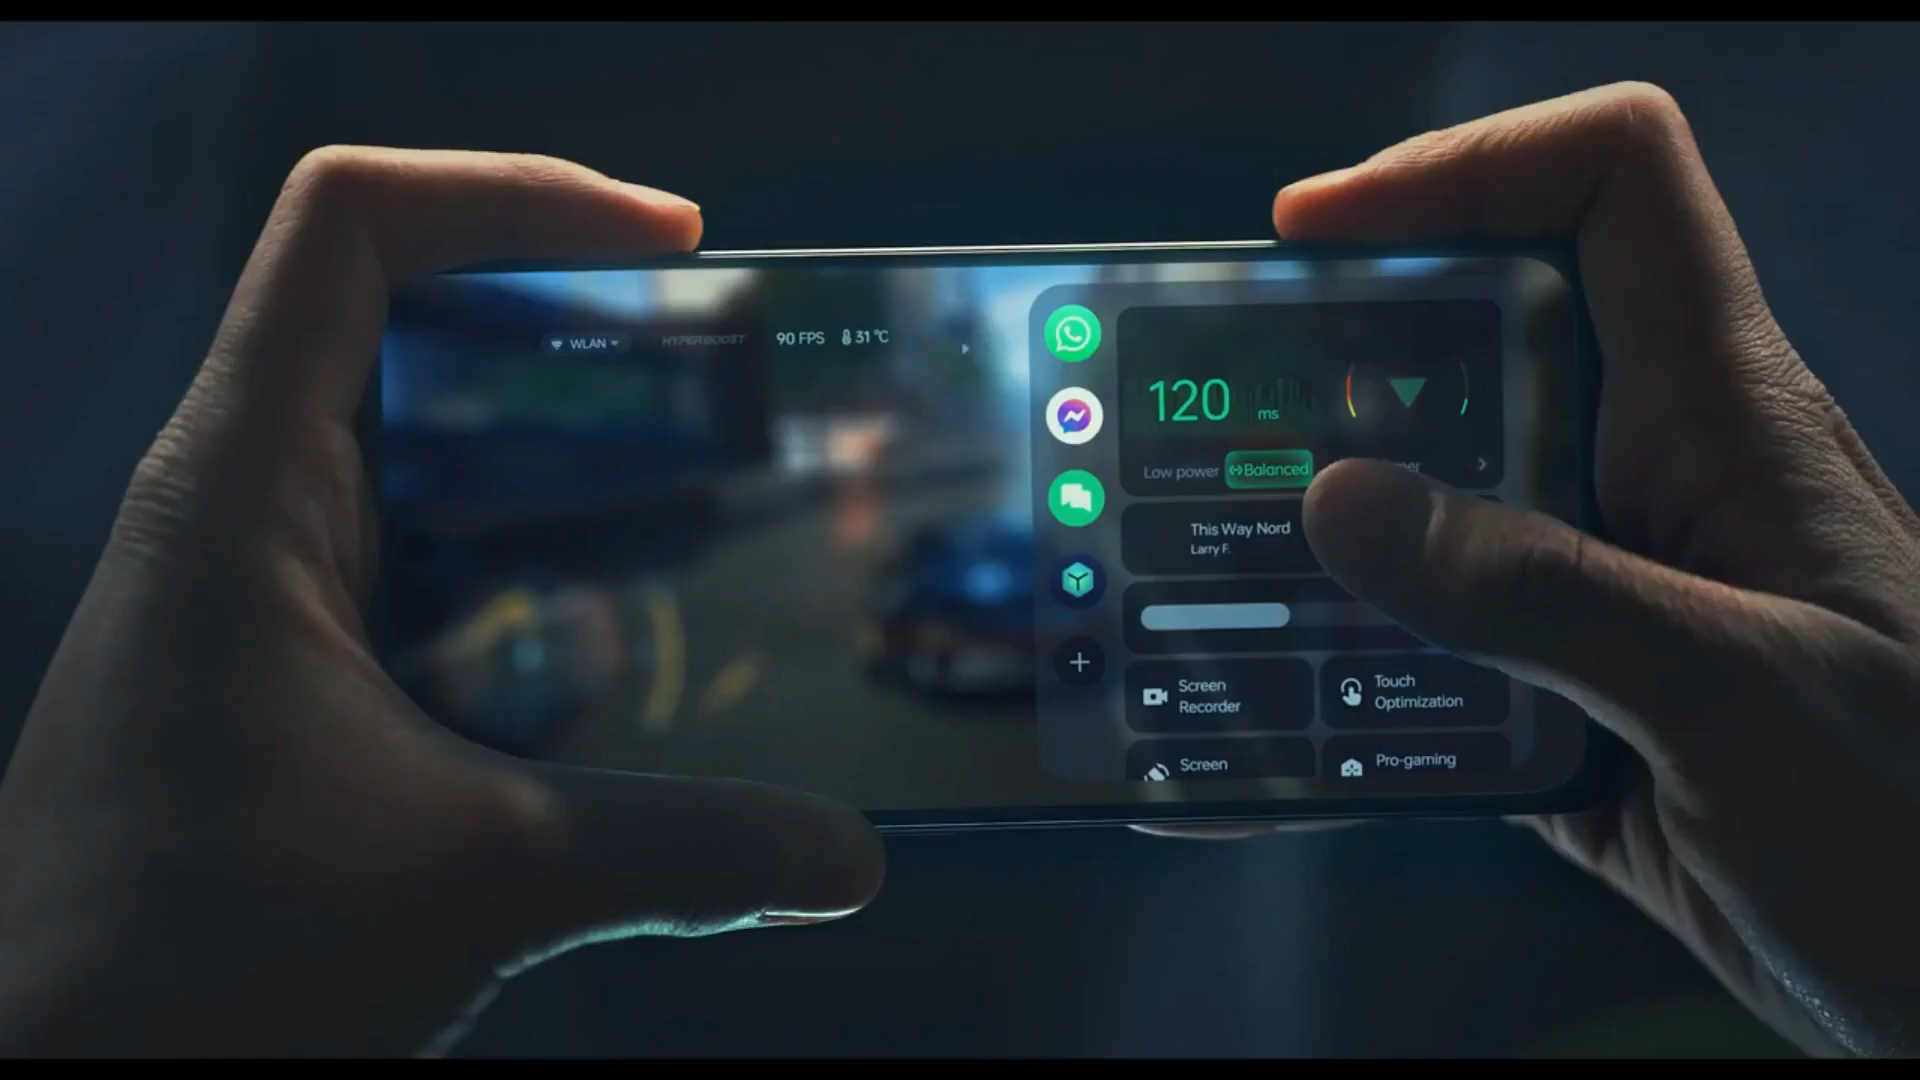 WLAN
HYPERBOOST
90 FPS
31 °C
120 ms
Low power
Balanced
This Way Nord
Larry F.
Screen
Recorder
Touch
Optimization
Screen
Pro-gaming